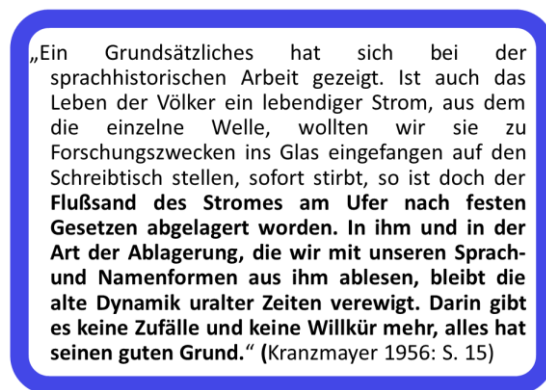 „Ein Grundsätzliches hat sich bei der
sprachhistorischen Arbeit gezeigt. Ist auch das
Leben der Völker ein lebendiger Strom, aus dem
die einzelne Welle, wollten wir sie zu
Forschungszwecken ins Glas eingefangen auf den
Schreibtisch stellen, sofort stirbt, so ist doch der
Flußsand des Stromes am Ufer nach festen
Gesetzen abgelagert worden. In ihm und in der
Art der Ablagerung, die wir mit unseren Sprach-
und Namenformen aus ihm ablesen, bleibt die
alte Dynamik uralter Zeiten verewigt. Darin gibt
es keine Zufälle und keine Willkür mehr, alles hat
seinen guten Grund.“ (Kranzmayer 1956: S. 15)